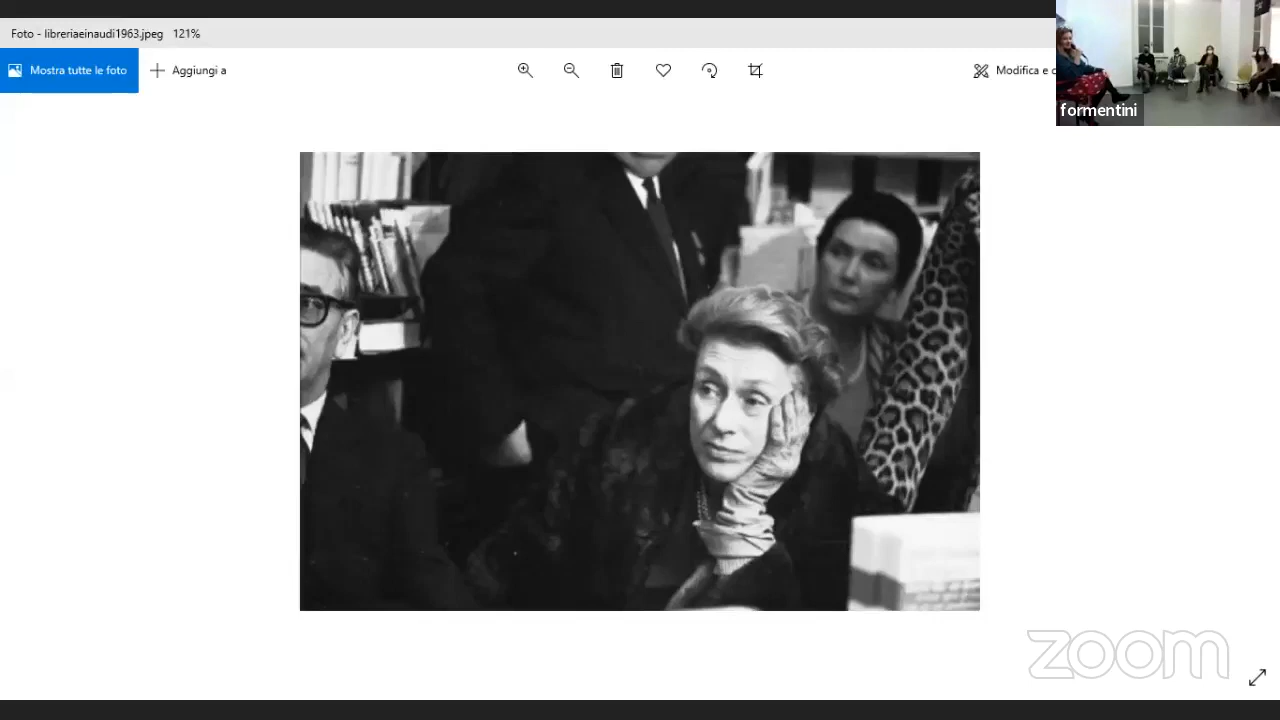 Foto - libreriaeinaudi1963.jpeg 121%
Mostra tutte le foto
Aggiungi a
Modifica e c
formentini
zoom